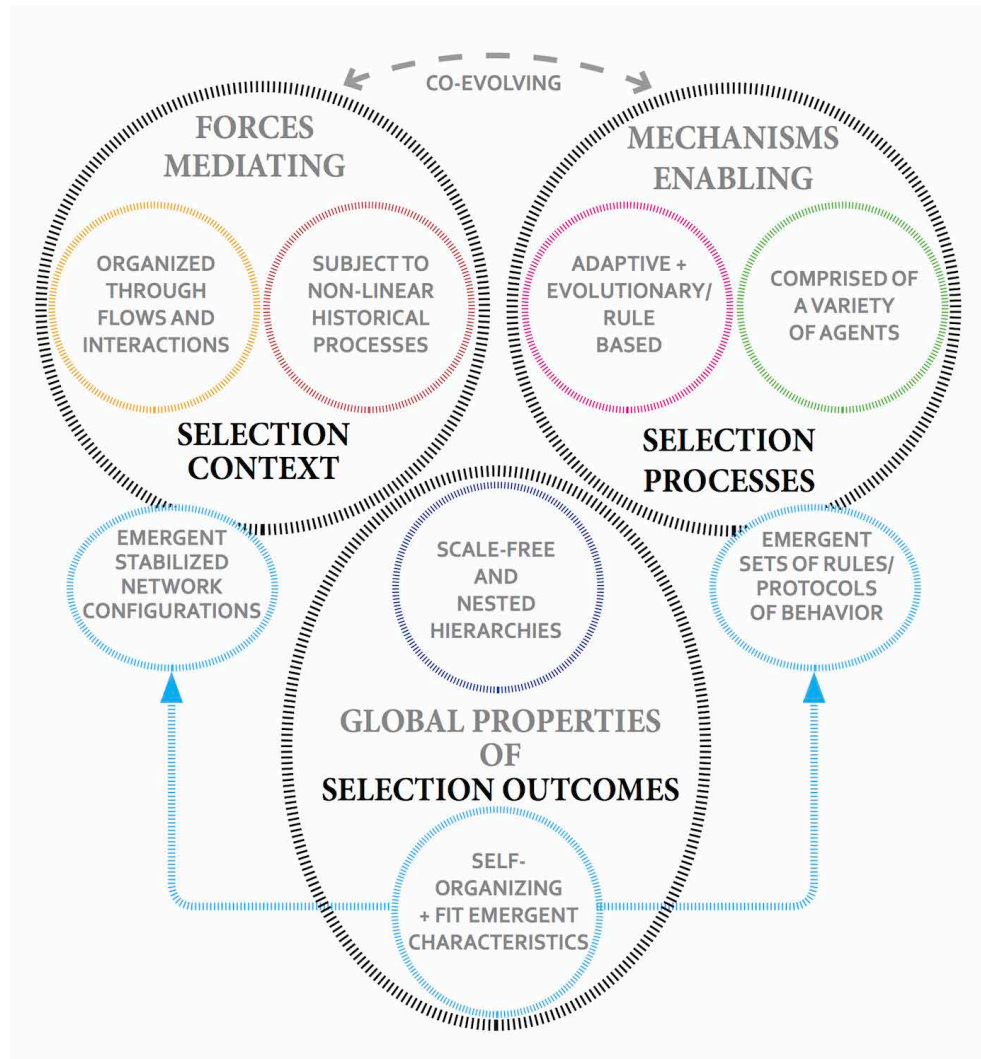 CO-EVOLVING
FORCES
MEDIATING
ORGANIZED
THROUGH
FLOWS AND
INTERACTIONS
SUBJECT TO
NON-LINEAR
HISTORICAL
PROCESSES
SELECTION
CONTEXT
MECHANISMS
ENABLING
ADAPTIVE +
EVOLUTIONARY/
RULE
BASED
COMPRISED OF
A VARIETY
OF AGENTS
SELECTION
PROCESSES
EMERGENT
STABILIZED
NETWORK
CONFIGURATIONS
SCALE-FREE
AND
NESTED
HIERARCHIES
EMERGENT
SETS OF RULES/
PROTOCOLS
OF BEHAVIOR
GLOBAL PROPERTIES
OF
SELECTION OUTCOMES
SELF-
ORGANIZING
+ FIT EMERGENT
CHARACTERISTICS